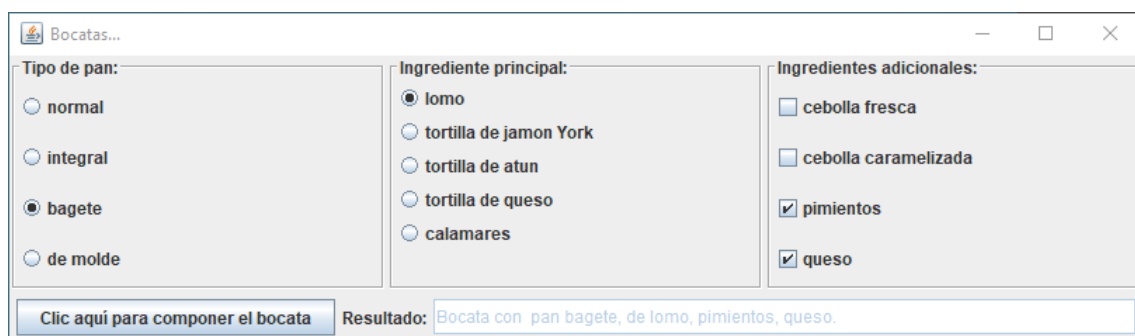 Bocatas...
Tipo de pan:
normal
integral
bagete
de molde
Ingrediente principal:
lomo
tortilla de jamon York
tortilla de atun
tortilla de queso
calamares
Ingredientes adicionales:
cebolla fresca
cebolla caramelizada
pimientos
queso
Clic aquí para componer el bocata
Resultado: Bocata con  pan bagete, de lomo, pimientos, queso.